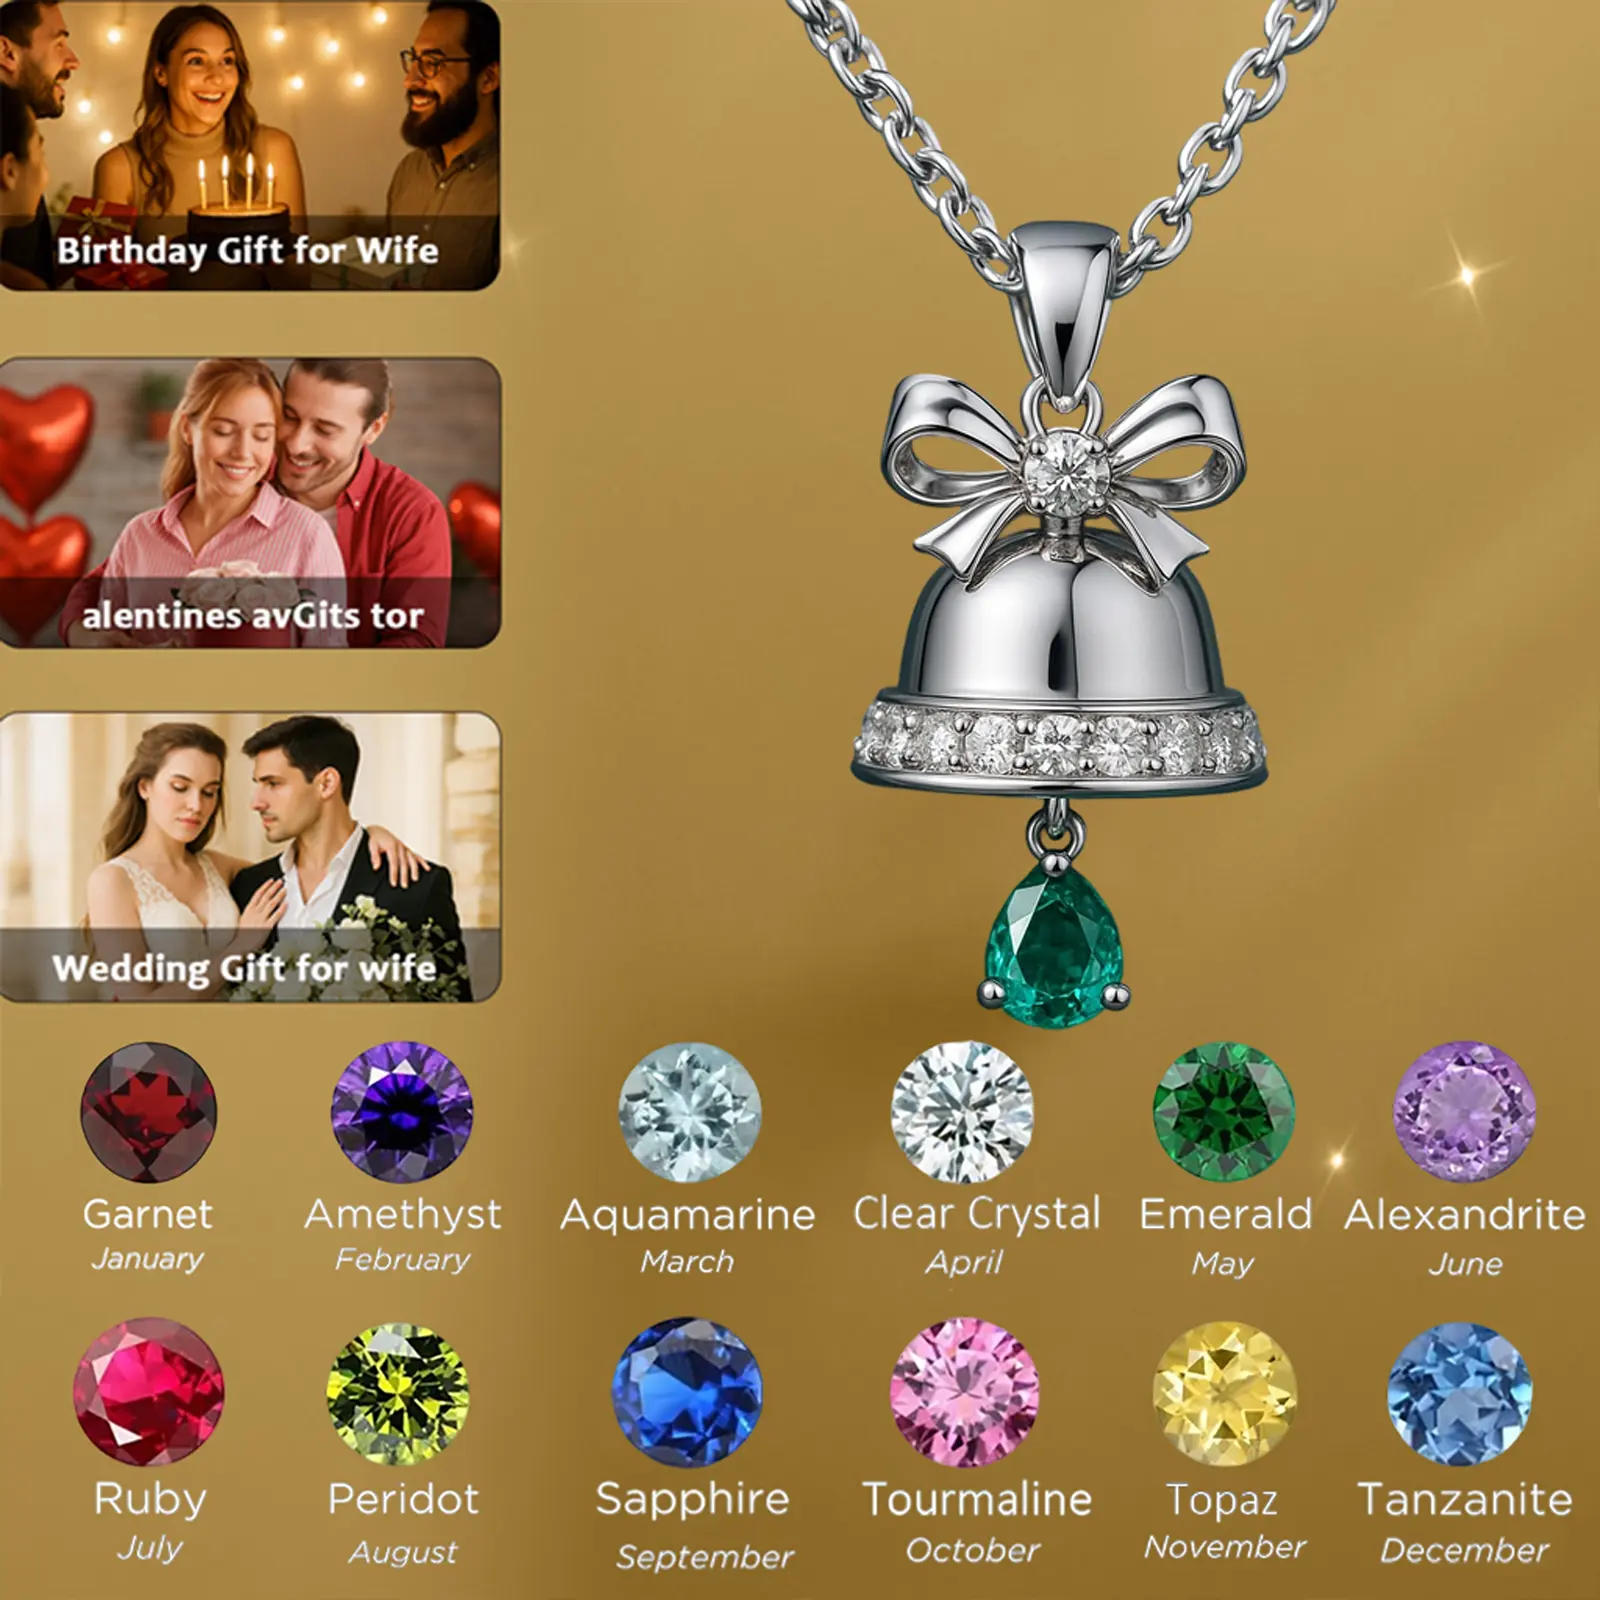 Birthday Gift for Wife
alentines avGits tor
Wedding Gift for wife
Garnet
January
Amethyst
February
Aquamarine
March
Clear Crystal
April
Emerald
May
Alexandrite
June
Ruby
July
Peridot
August
Sapphire
September
Tourmaline
October
Topaz
November
Tanzanite
December